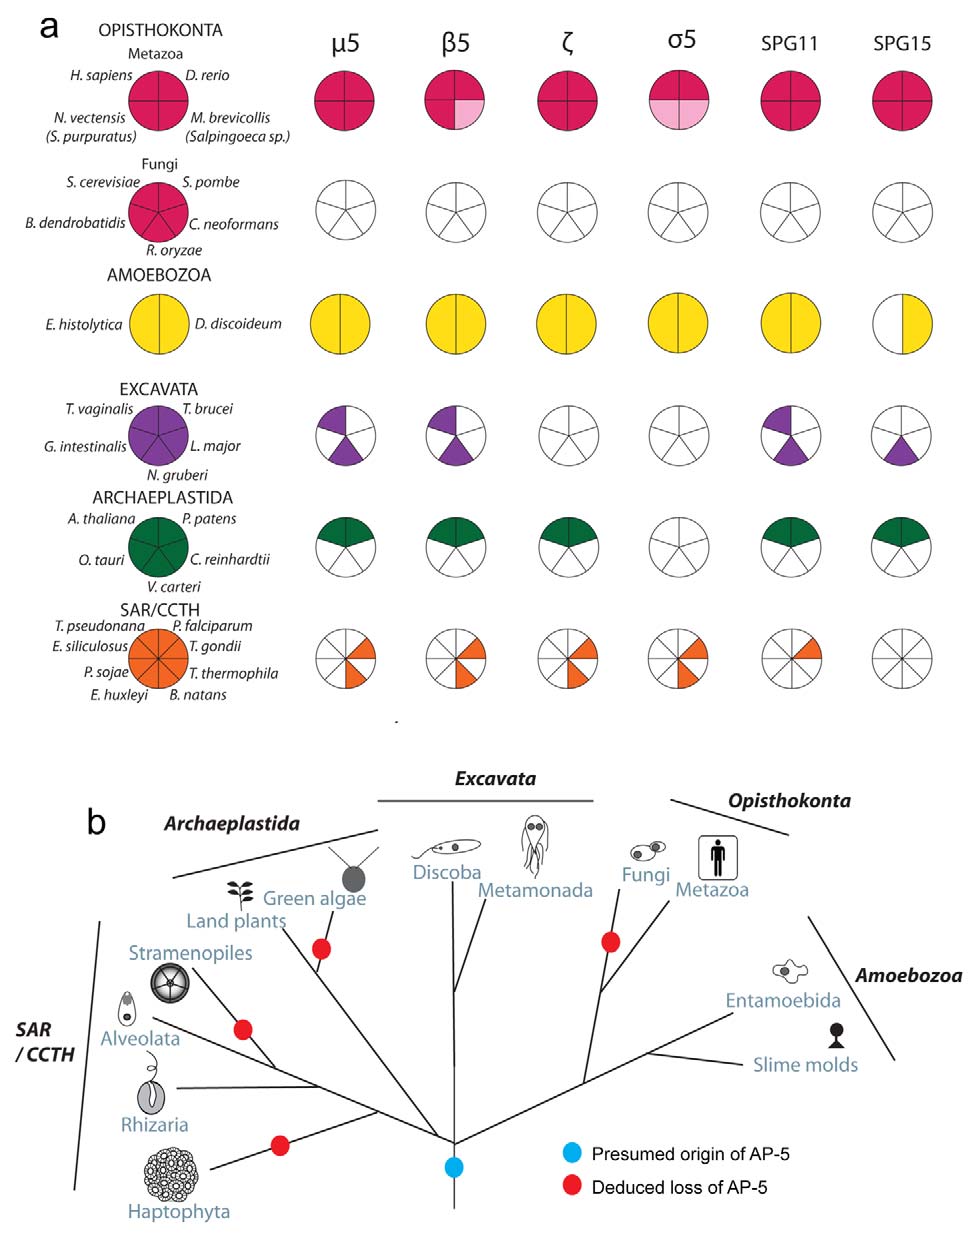 a
OPISTHOKONTA
μ5 β5 ζ σ5 SPG11 SPG15
Metazoa
H. sapiens D. rerio
N. vectensis M. brevicollis
(S. purpuratus) (Salpingoeca sp.)
Fungi
S. cerevisiae S. pombe
B. dendrobatidis C. neoformans
R. oryzae
AMOEBOZOA
E. histolytica D. discoideum
EXCAVATA
T. vaginalis T. brucei
G. intestinalis L. major
N. gruberi
ARCHAEPLASTIDA
A. thaliana P. patens
O. tauri C. reinhardtii
V. carteri
SAR/CCTH
T. pseudonana P. falciparum
E. siliculosus T. gondii
P. sojae T. thermophila
E. huxleyi B. natans
b
Excavata
Opisthokonta
Archaeplastida
Discoba
Metamonada
Fungi
Metazoa
Green algae
Land plants
Stramenopiles
Amoebozoa
Entamoebida
SAR
/ CCTH
Alveolata
Slime molds
Rhizaria
Presumed origin of AP-5
Deduced loss of AP-5
Haptophyta